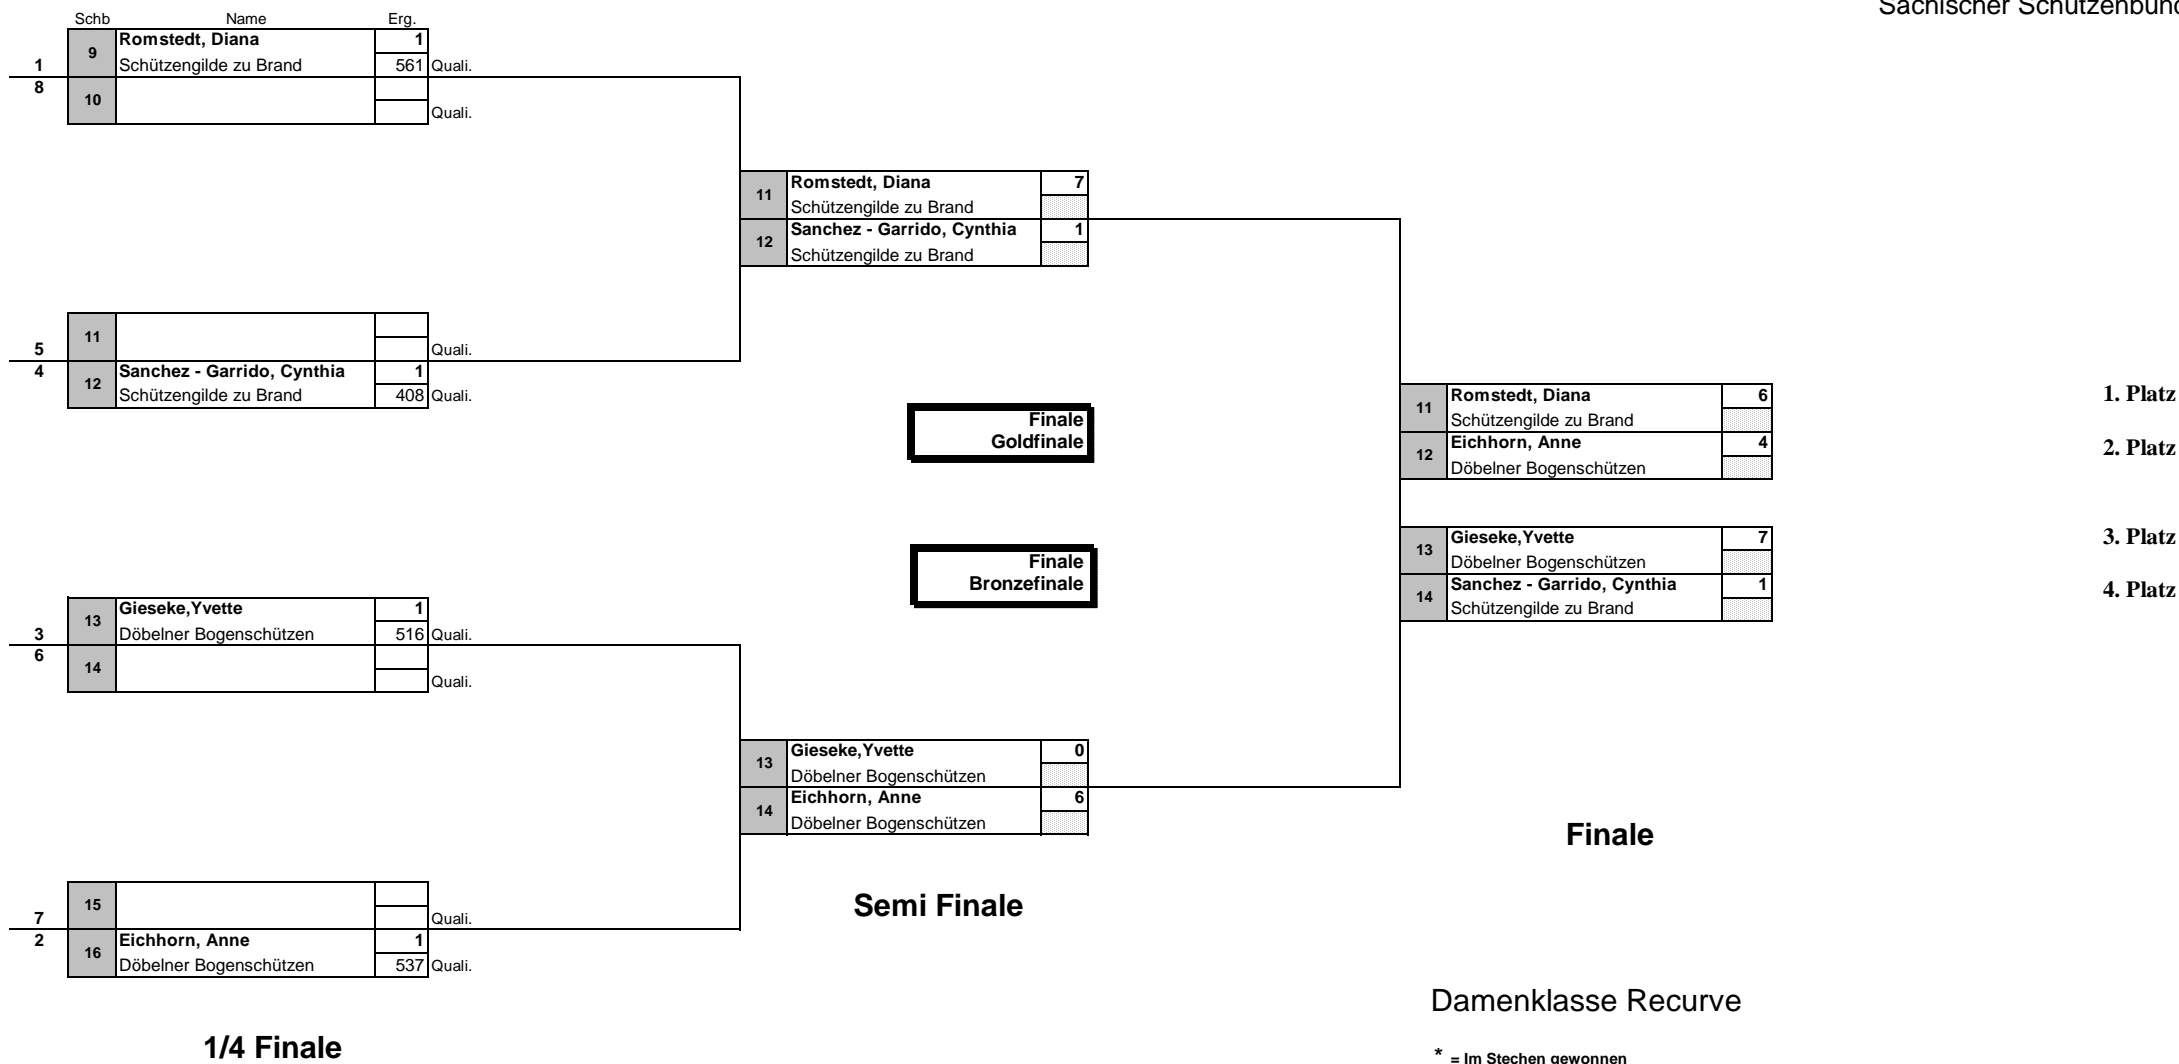 Sächischer Schützenbund
Schb Name Erg.
9 Romstedt, Diana 1
1 Schützengilde zu Brand 561 Quali.
8 10
Quali.
11 Romstedt, Diana 7
Schützengilde zu Brand
12 Sanchez - Garrido, Cynthia 1
Schützengilde zu Brand
11
5 Quali.
4 12 Sanchez - Garrido, Cynthia 1
Schützengilde zu Brand 408 Quali.
Finale
Goldfinale
11 Romstedt, Diana 6 1. Platz
Schützengilde zu Brand
12 Eichhorn, Anne 4 2. Platz
Döbelner Bogenschützen
Finale
Bronzefinale
13 Gieseke,Yvette 7 3. Platz
Döbelner Bogenschützen
14 Sanchez - Garrido, Cynthia 1 4. Platz
Schützengilde zu Brand
13 Gieseke,Yvette 1
3 Döbelner Bogenschützen 516 Quali.
6 14
Quali.
13 Gieseke,Yvette 0
Döbelner Bogenschützen
14 Eichhorn, Anne 6
Döbelner Bogenschützen
Finale
15
7 Quali.
2 16 Eichhorn, Anne 1
Döbelner Bogenschützen 537 Quali.
Semi Finale
Damenklasse Recurve
1/4 Finale
* = Im Stechen gewonnen